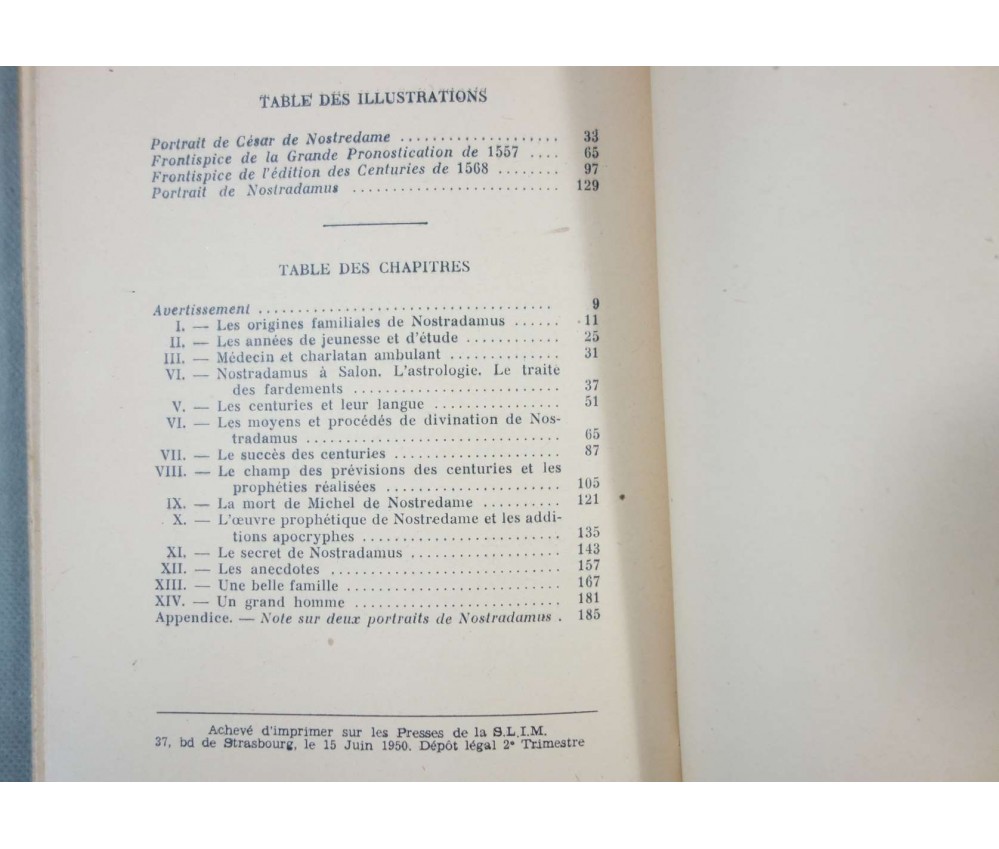 TABLE DES ILLUSTRATIONS
Portrait de César de Nostredame .................... 33
Frontispice de la Grande Pronostication de 1557 .... 65
Frontispice de l'édition des Centuries de 1568 ........ 97
Portrait de Nostradamus .......................... 129
TABLE DES CHAPITRES
Avertissement ..................................... 9
I. — Les origines familiales de Nostradamus ...... 11
II. — Les années de jeunesse et d'étude ............ 25
III. — Médecin et charlatan ambulant .............. 31
VI. — Nostradamus à Salon. L'astrologie. Le traité
des fardements .......................... 37
V. — Les centuries et leur langue ................ 51
VI. — Les moyens et procédés de divination de Nos-
tradamus ................................ 65
VII. — Le succès des centuries ..................... 87
VIII. — Le champ des prévisions des centuries et les
prophéties réalisées ...................... 105
IX. — La mort de Michel de Nostredame .......... 121
X. — L'œuvre prophétique de Nostredame et les addi-
tions apocryphes ......................... 135
XI. — Le secret de Nostradamus ................... 143
XII. — Les anecdotes .............................. 157
XIII. — Une belle famille ............................ 167
XIV. — Un grand homme .......................... 181
Appendice. — Note sur deux portraits de Nostradamus . 185
Achevé d'imprimer sur les Presses de la S.L.I.M.
37, bd de Strasbourg, le 15 Juin 1950. Dépôt légal 2e Trimestre